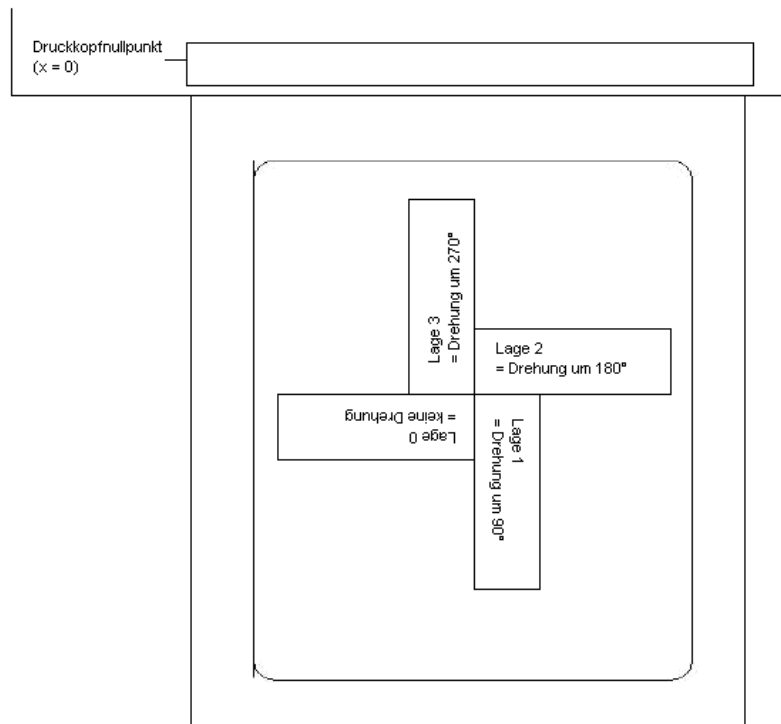 Druckkopfnullpunkt
(x = 0)
Lage 3
= Drehung um 270°
Lage 2
= Drehung um 180°
Lage 0
= keine Drehung
Lage 1
= Drehung um 90°